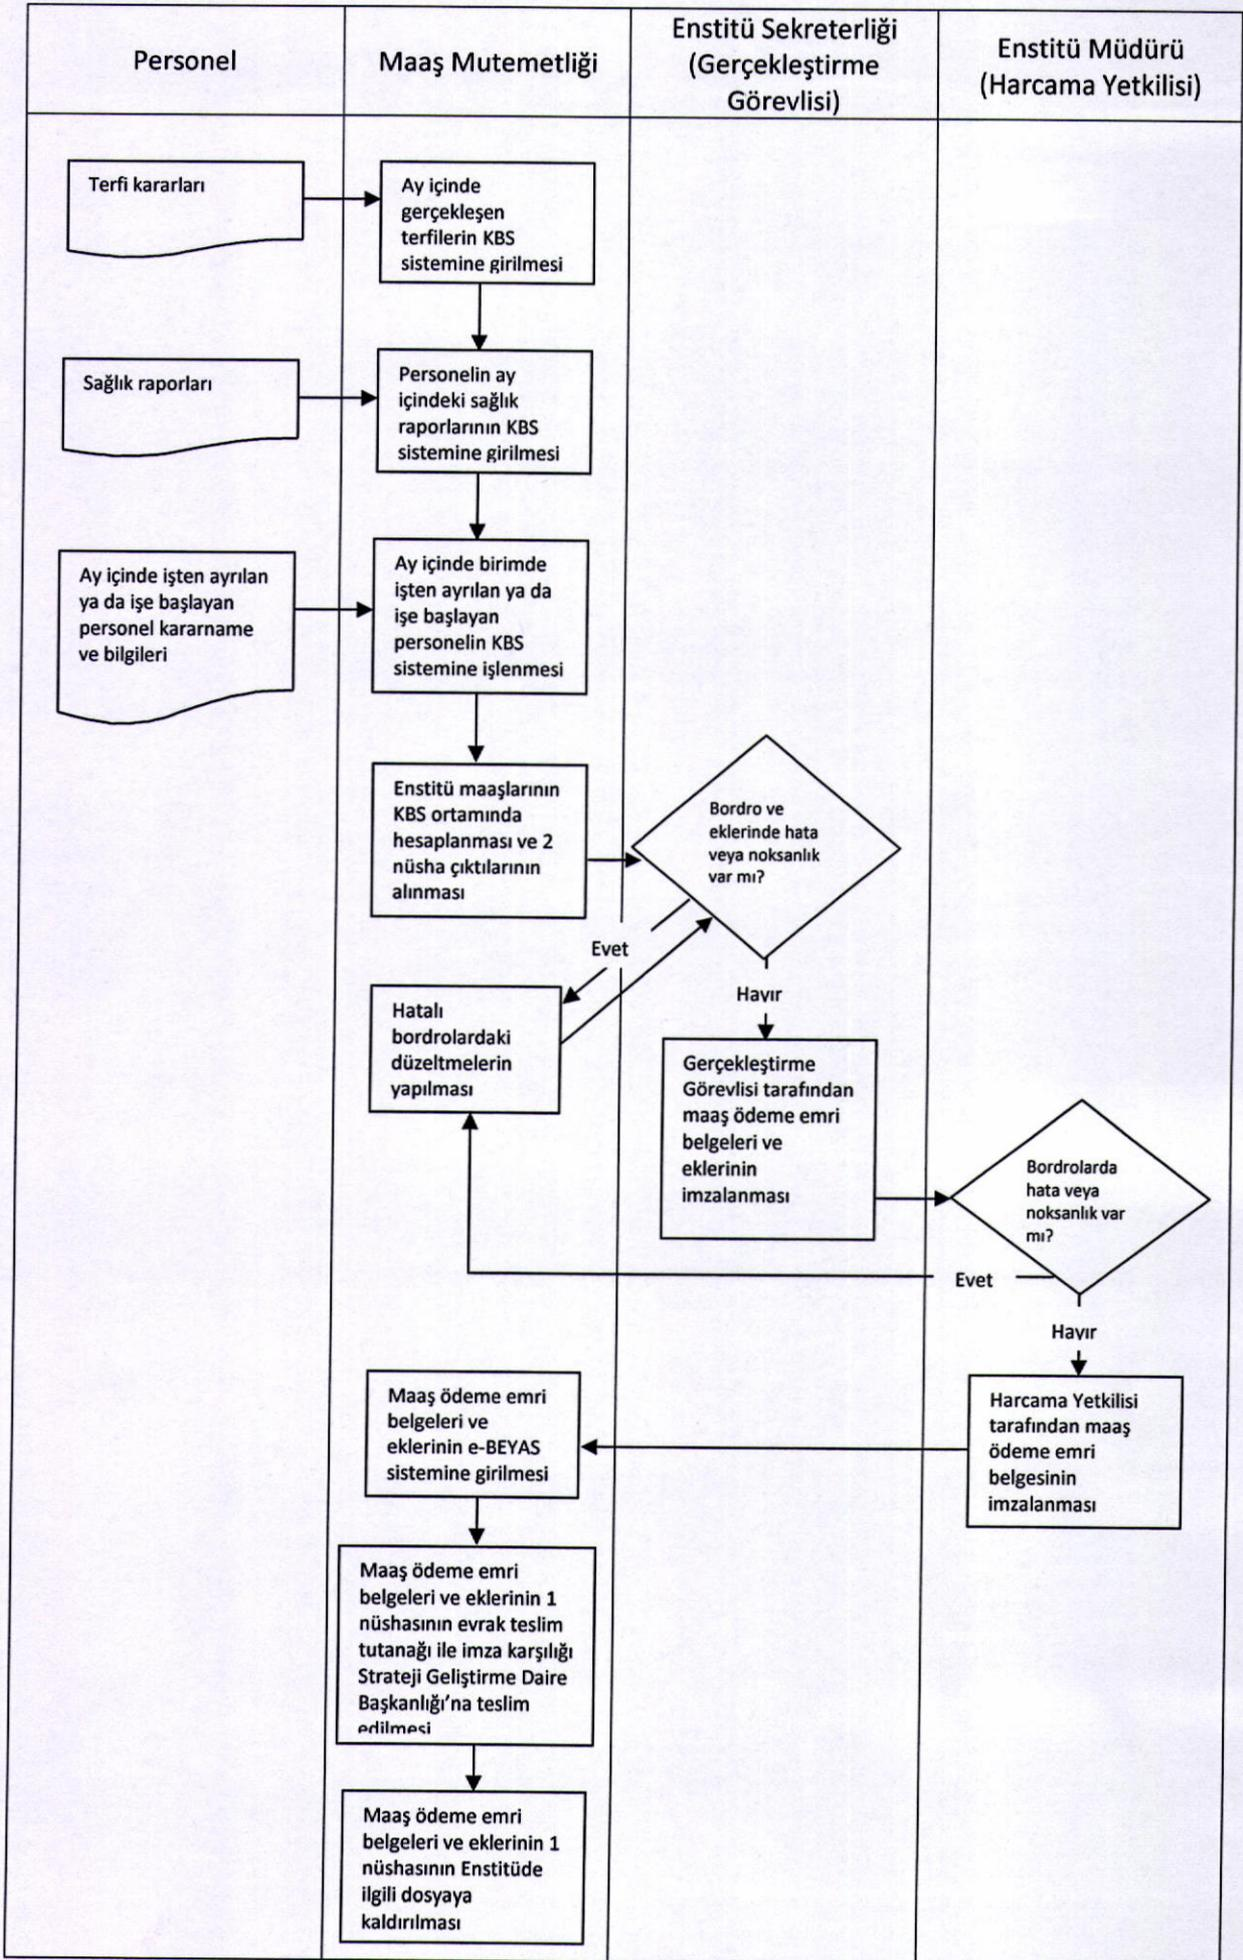 Personel
Maaş Mutemetliği
Enstitü Sekreterliği
(Gerçekleştirme
Görevlisi)
Enstitü Müdürü
(Harcama Yetkilisi)
Terfi kararları
Ay içinde
gerçekleşen
terfilerin KBS
sistemine girilmesi
Sağlık raporları
Personelin ay
içindeki sağlık
raporlarının KBS
sistemine girilmesi
Ay içinde işten ayrılan
ya da işe başlayan
personel kararname
ve bilgileri
Ay içinde birimde
işten ayrılan ya da
işe başlayan
personelin KBS
sistemine işlenmesi
Enstitü maaşlarının
KBS ortamında
hesaplanması ve 2
nüsha çıktılarının
alınması
Bordro ve
eklerinde hata
veya noksanlık
var mı?
Evet
Hayır
Hatalı
bordrolardaki
düzeltmelerin
yapılması
Gerçekleştirme
Görevlisi tarafından
maaş ödeme emri
belgeleri ve
eklerinin
imzalanması
Bordrolarda
hata veya
noksanlık var
mı?
Evet
Hayır
Harcama Yetkilisi
tarafından maaş
ödeme emri
belgesinin
imzalanması
Maaş ödeme emri
belgeleri ve
eklerinin e-BEYAS
sistemine girilmesi
Maaş ödeme emri
belgeleri ve eklerinin 1
nüshasının evrak teslim
tutanağı ile imza karşılığı
Strateji Geliştirme Daire
Başkanlığı'na teslim
edilmesi
Maaş ödeme emri
belgeleri ve eklerinin 1
nüshasının Enstitüde
ilgili dosyaya
kaldırılması